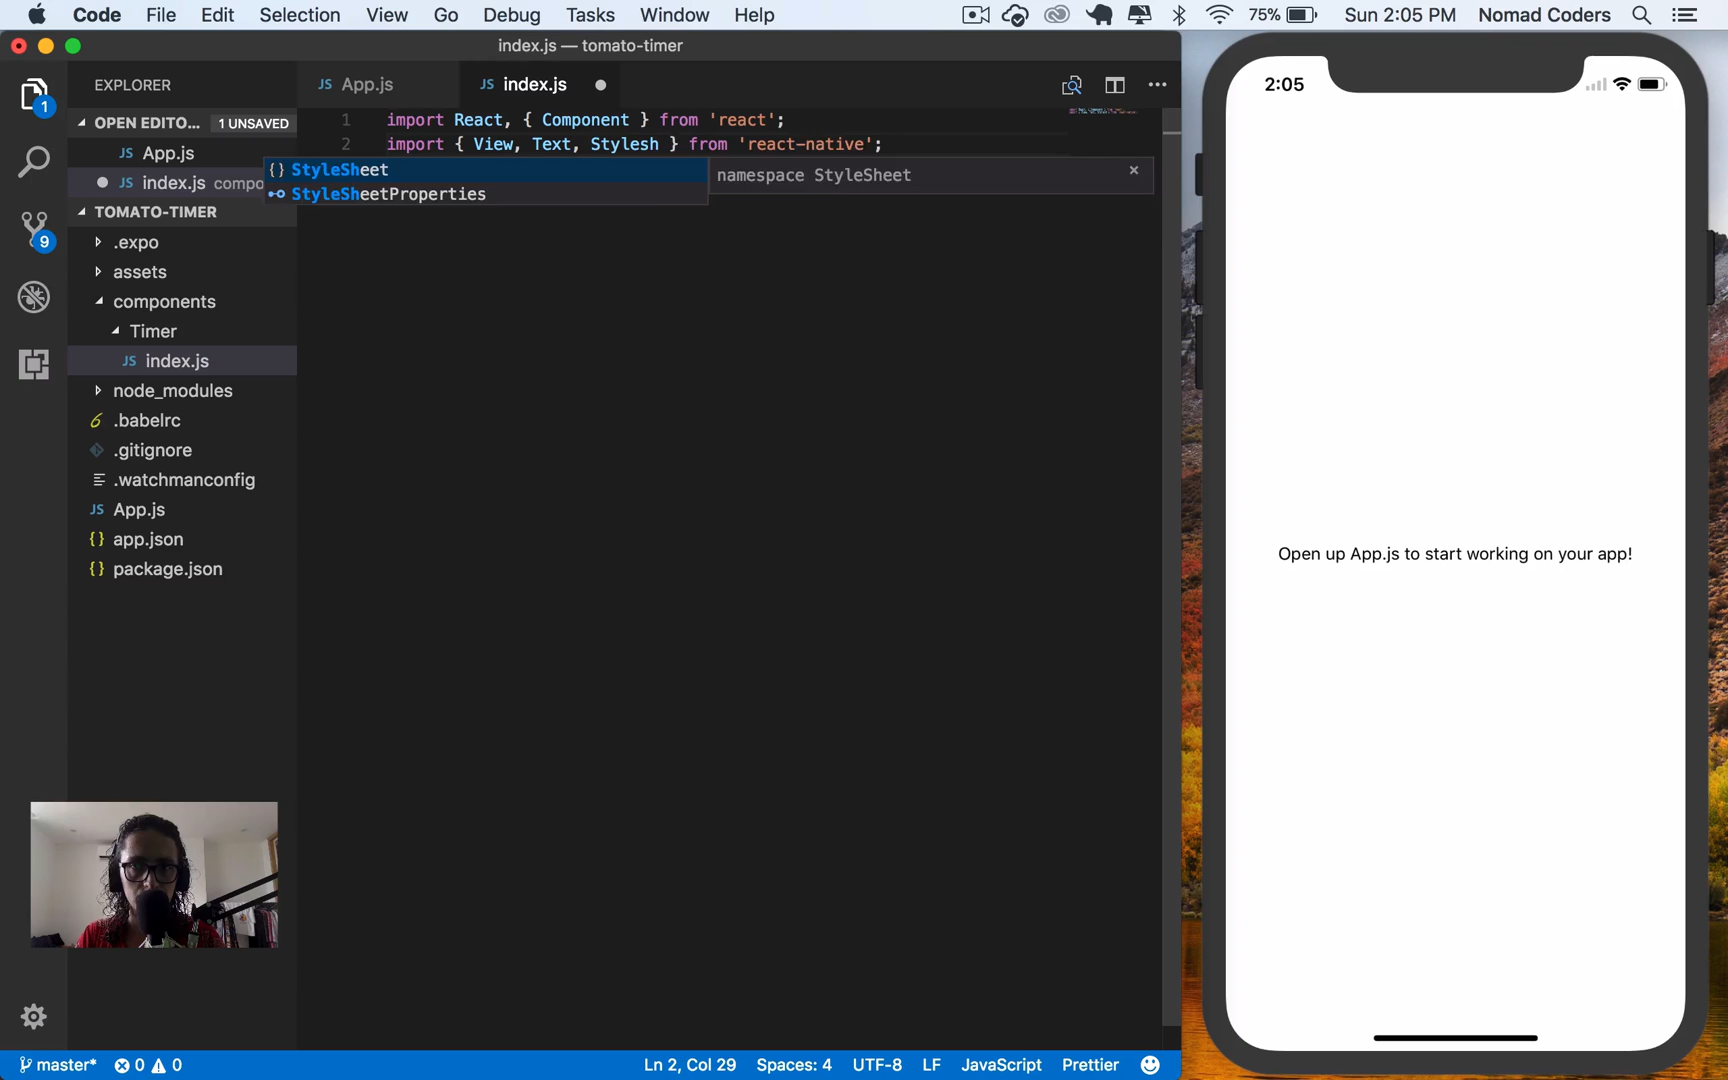 Code File Edit Selection View Go Debug Tasks Window Help 75% Sun 2:05 PM Nomad Coders
index.js — tomato-timer
EXPLORER
OPEN EDITO... 1 UNSAVED
JS App.js
JS index.js compo
TOMATO-TIMER
.expo
assets
components
Timer
JS index.js
node_modules
.babelrc
.gitignore
.watchmanconfig
JS App.js
{} app.json
{} package.json
1
9
JS App.js JS index.js
1 import React, { Component } from 'react';
2 import { View, Text, Stylesh } from 'react-native';
{} StyleSheet
StyleSheetProperties
namespace StyleSheet ×
2:05
Open up App.js to start working on your app!
master* 0 0 Ln 2, Col 29 Spaces: 4 UTF-8 LF JavaScript Prettier